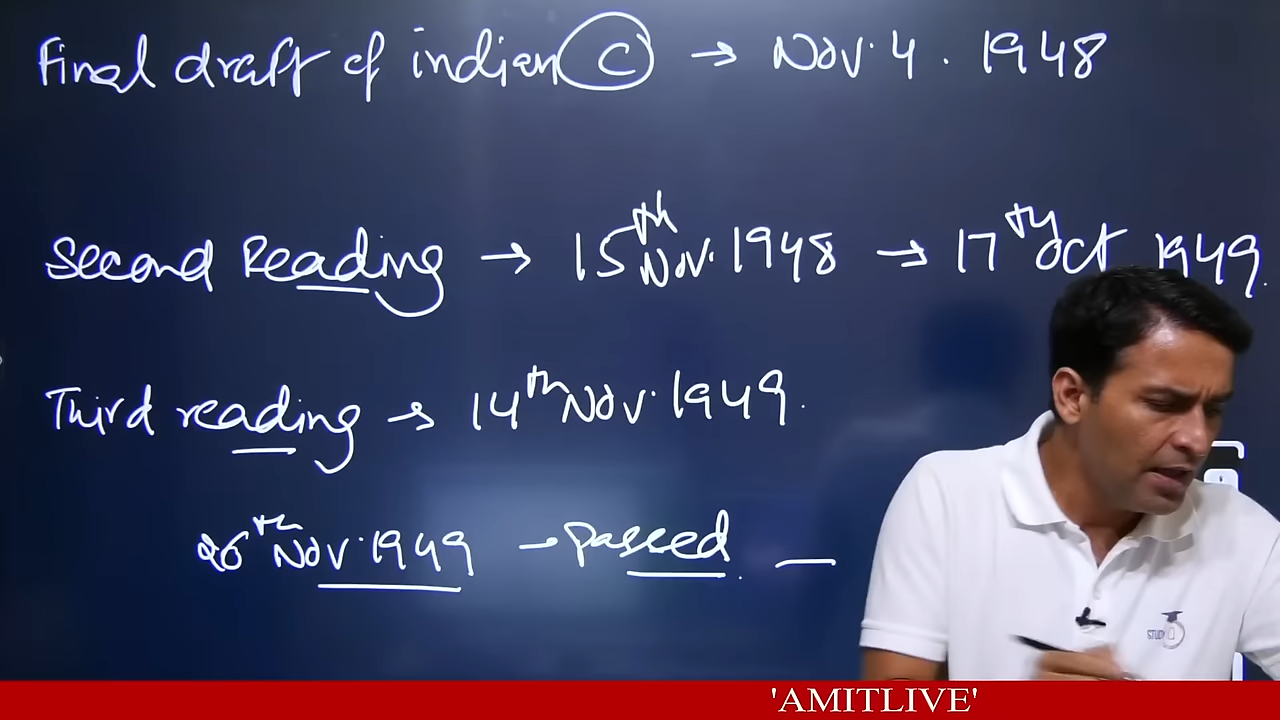 Final draft of indian C → Nov. 4. 1948
Second Reading → 15th Nov. 1948 → 17th Oct 1949.
Third reading → 14th Nov. 1949.
26th Nov. 1949 → Passed. —
STUDY
'AMITLIVE'